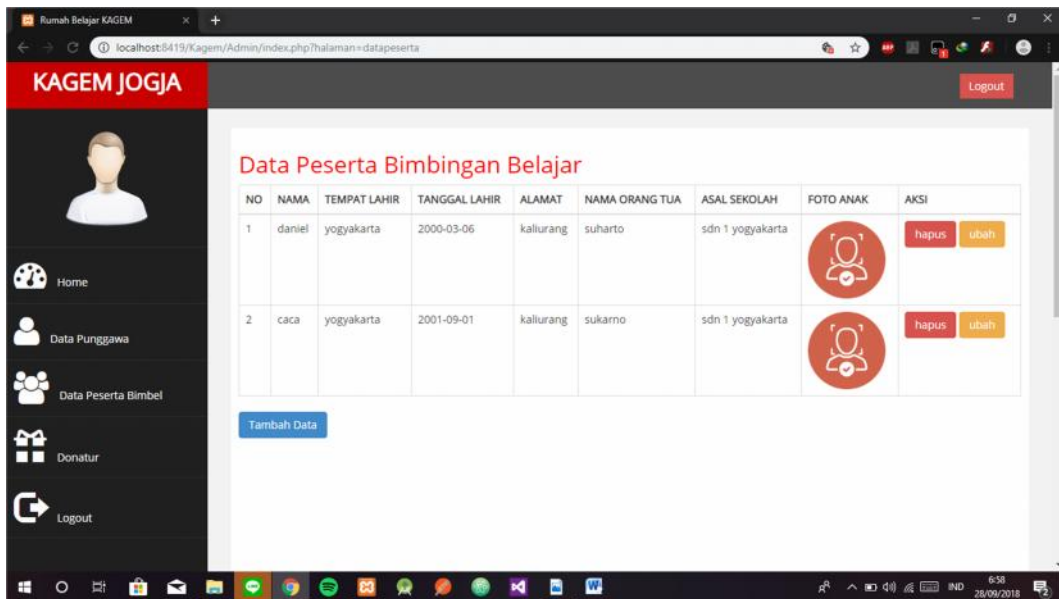 Rumah Belajar KAGEM
localhost:8419/Kagem/Admin/index.php?halaman=datapeserta
KAGEM JOGJA
Logout
Home
Data Punggawa
Data Peserta Bimbel
Donatur
Logout
Data Peserta Bimbingan Belajar
NO NAMA TEMPAT LAHIR TANGGAL LAHIR ALAMAT NAMA ORANG TUA ASAL SEKOLAH FOTO ANAK AKSI
1 daniel yogyakarta 2000-03-06 kaliurang suharto sdn 1 yogyakarta hapus ubah
2 caca yogyakarta 2001-09-01 kaliurang sukarno sdn 1 yogyakarta hapus ubah
Tambah Data
IND
6:58
28/09/2018